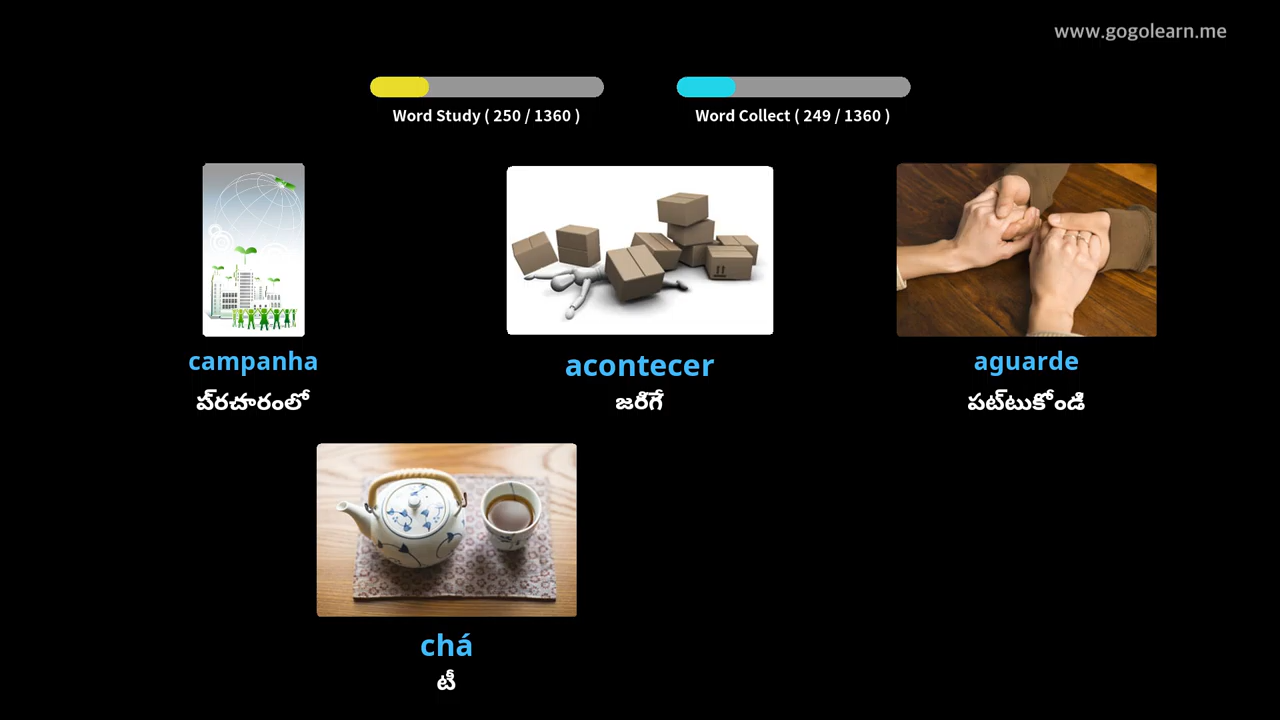 www.gogolearn.me
Word Study ( 250 / 1360 )
Word Collect ( 249 / 1360 )
campanha
ప్రచారంలో
acontecer
జరిగే
aguarde
పట్టుకోండి
chá
టీ